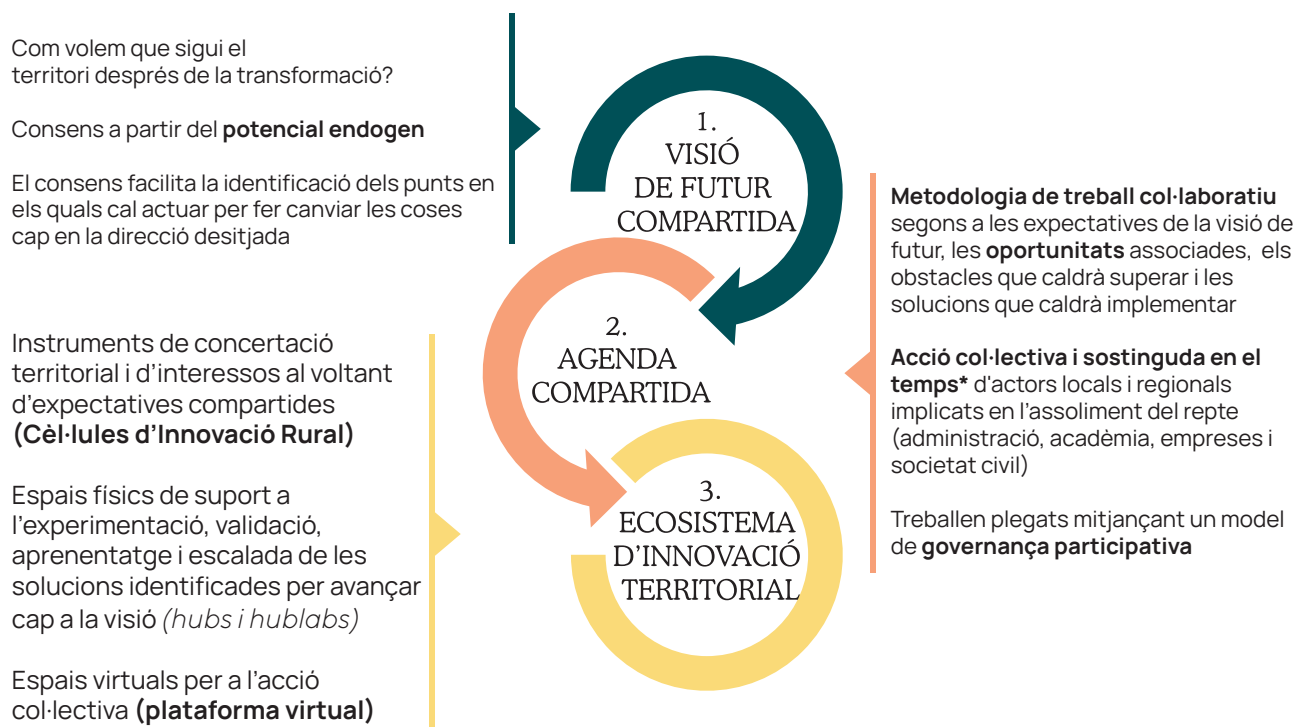 Com volem que sigui el
territori després de la transformació?
Consens a partir del potencial endogen
El consens facilita la identificació dels punts en
els quals cal actuar per fer canviar les coses
cap en la direcció desitjada
1.
VISIÓ
DE FUTUR
COMPARTIDA
Metodologia de treball col·laboratiu
segons a les expectatives de la visió de
futur, les oportunitats associades, els
obstacles que caldrà superar i les
solucions que caldrà implementar
Acció col·lectiva i sostinguda en el
temps* d'actors locals i regionals
implicats en l’assoliment del repte
(administració, acadèmia, empreses i
societat civil)
Treballen plegats mitjançant un model
de governança participativa
2.
AGENDA
COMPARTIDA
Instruments de concertació
territorial i d’interessos al voltant
d’expectatives compartides
(Cèl·lules d’Innovació Rural)
Espais físics de suport a
l’experimentació, validació,
aprenentatge i escalada de les
solucions identificades per avançar
cap a la visió (hubs i hublabs)
Espais virtuals per a l’acció
col·lectiva (plataforma virtual)
3.
ECOSISTEMA
D’INNOVACIÓ
TERRITORIAL